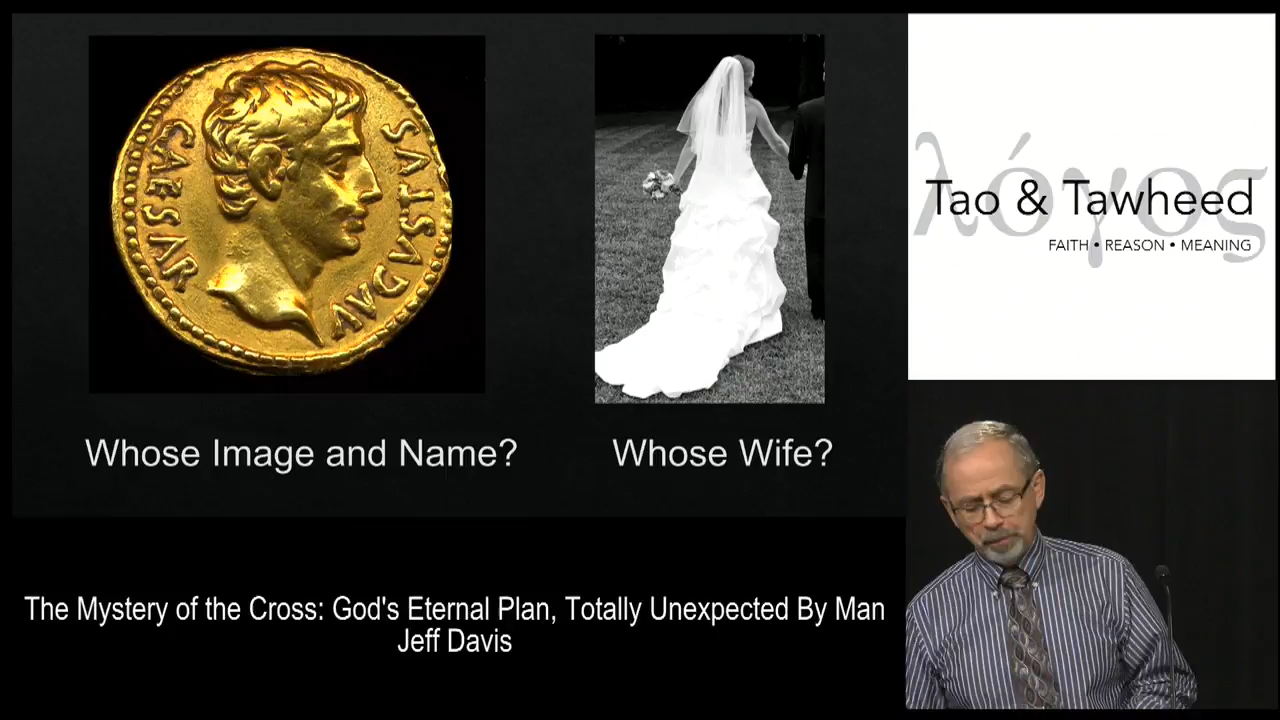 CAESAR
AVGVSTVS
Whose Image and Name?
Whose Wife?
λόγος
Tao & Tawheed
FAITH • REASON • MEANING
The Mystery of the Cross: God's Eternal Plan, Totally Unexpected By Man
Jeff Davis